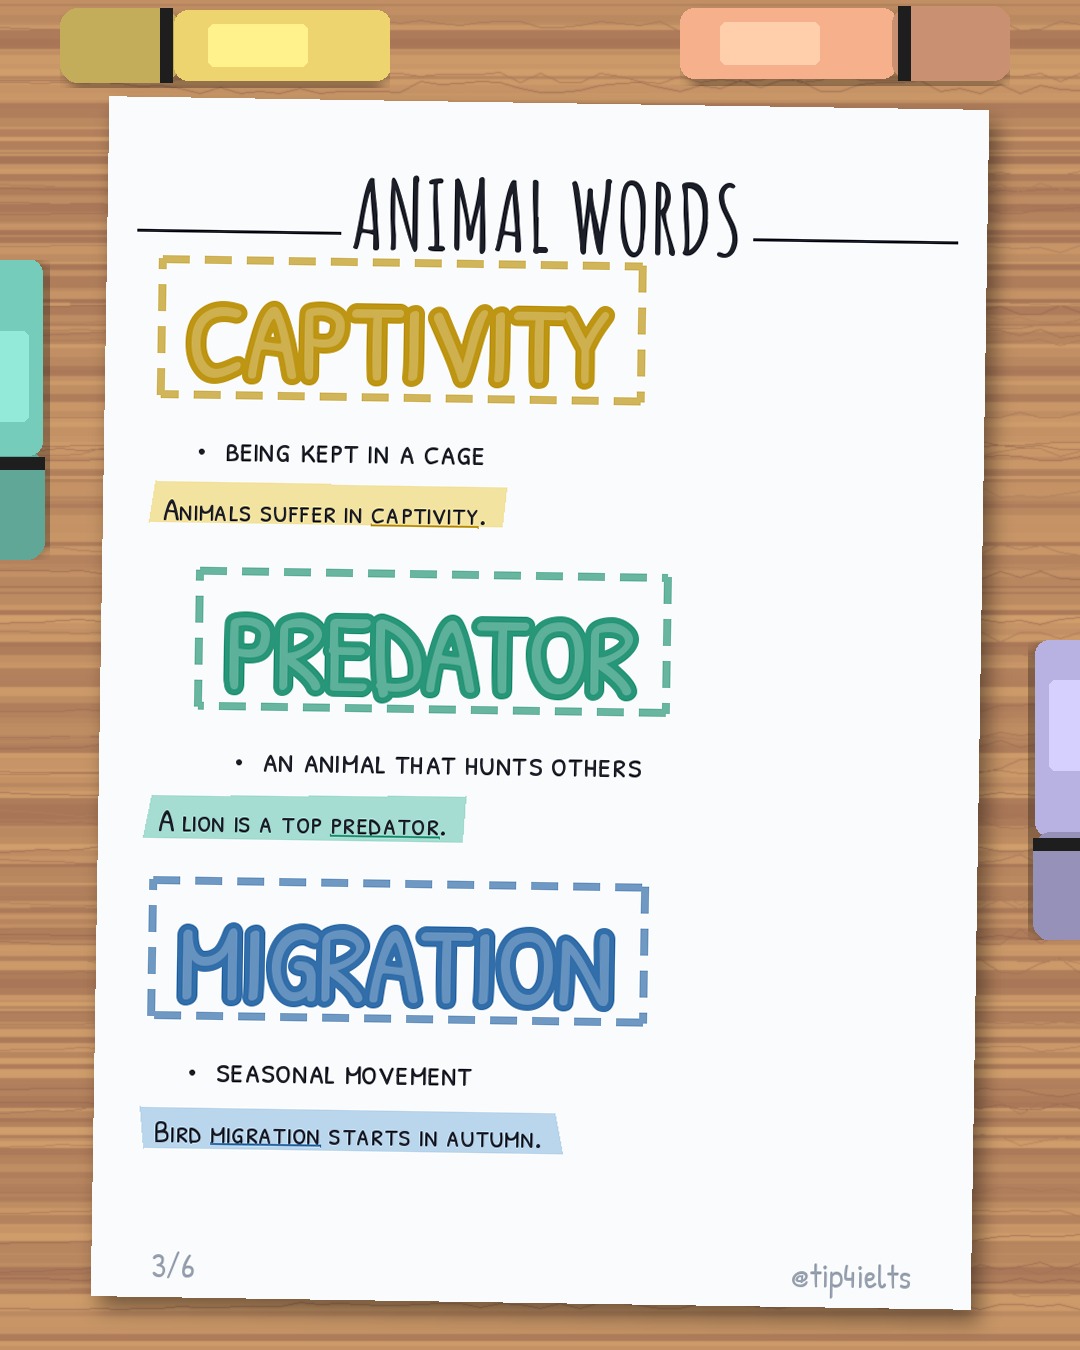 ANIMAL WORDS
CAPTIVITY
• BEING KEPT IN A CAGE
ANIMALS SUFFER IN CAPTIVITY.
PREDATOR
• AN ANIMAL THAT HUNTS OTHERS
A LION IS A TOP PREDATOR.
MIGRATION
• SEASONAL MOVEMENT
BIRD MIGRATION STARTS IN AUTUMN.
3/6
@tip4ielts